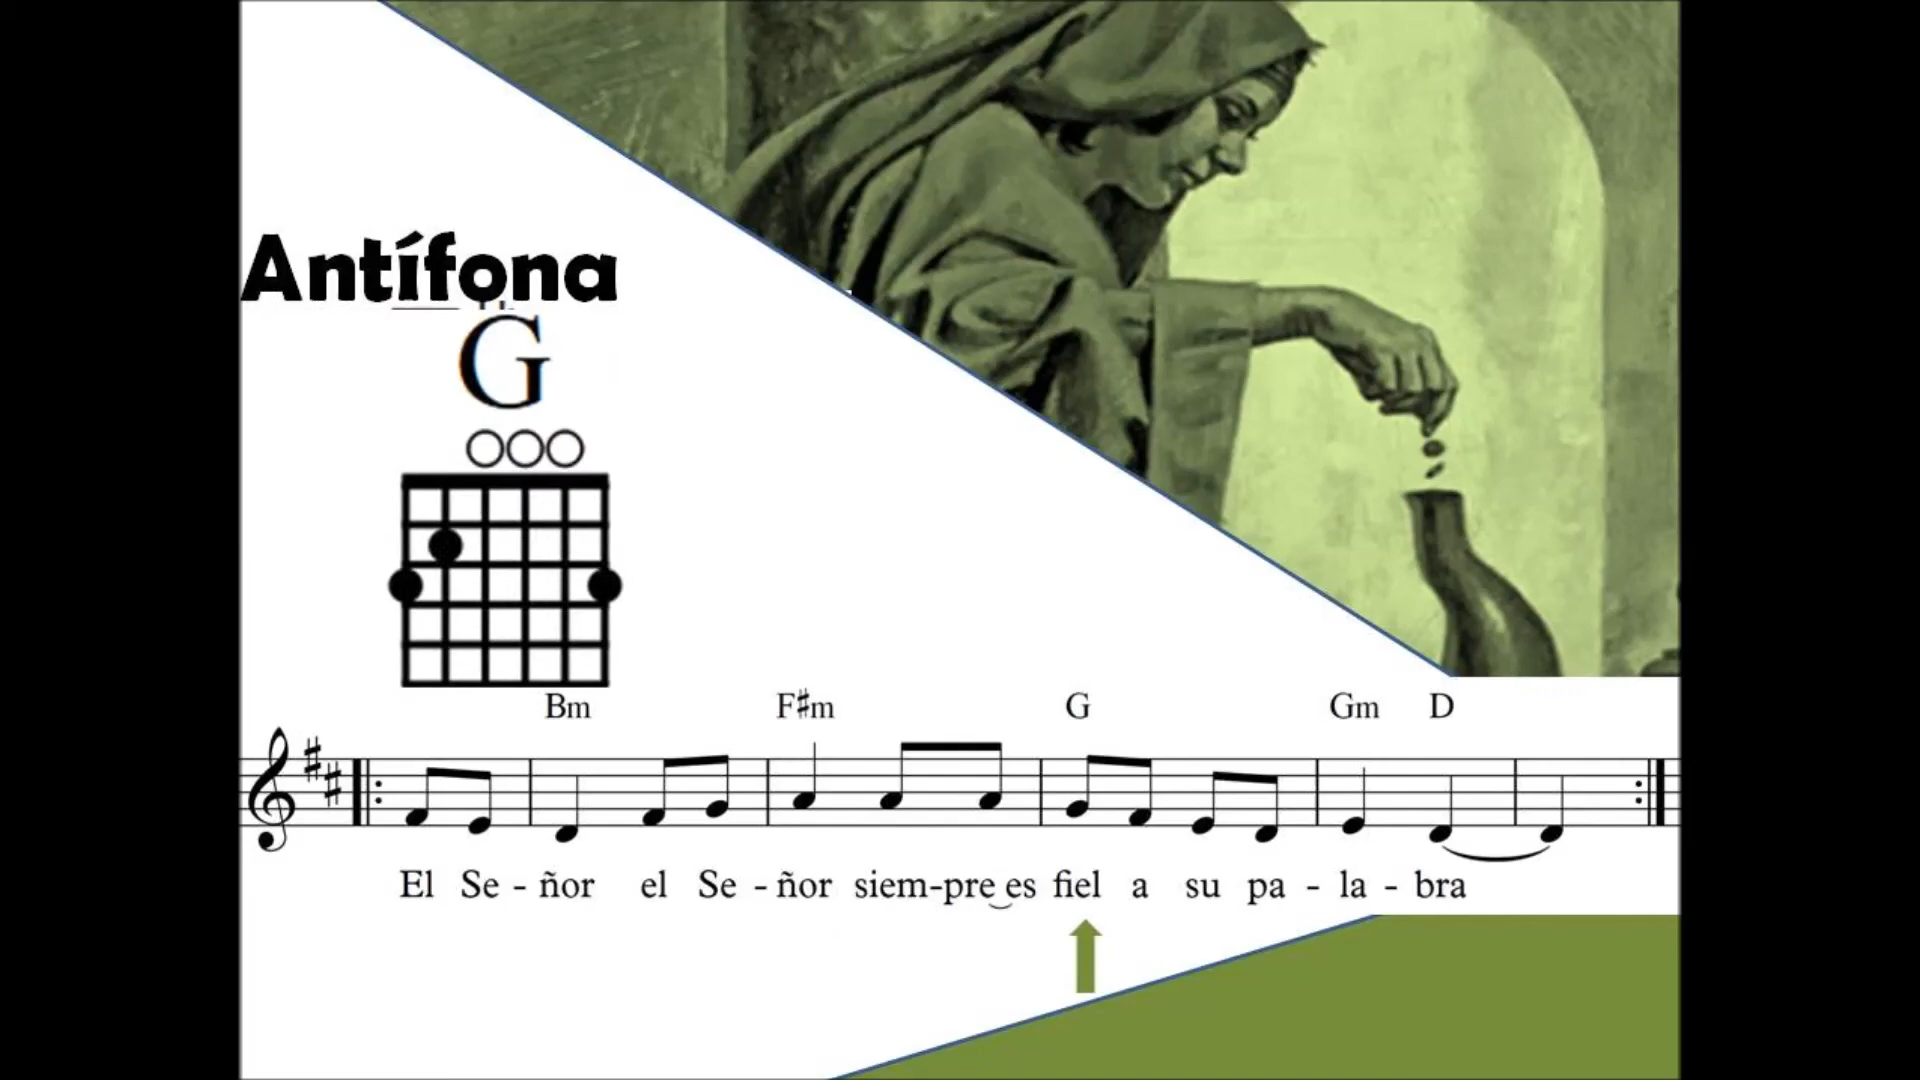 Antífona
G
Bm F♯m G Gm D
El Se - ñor el Se - ñor siem-pre es fiel a su pa - la - bra